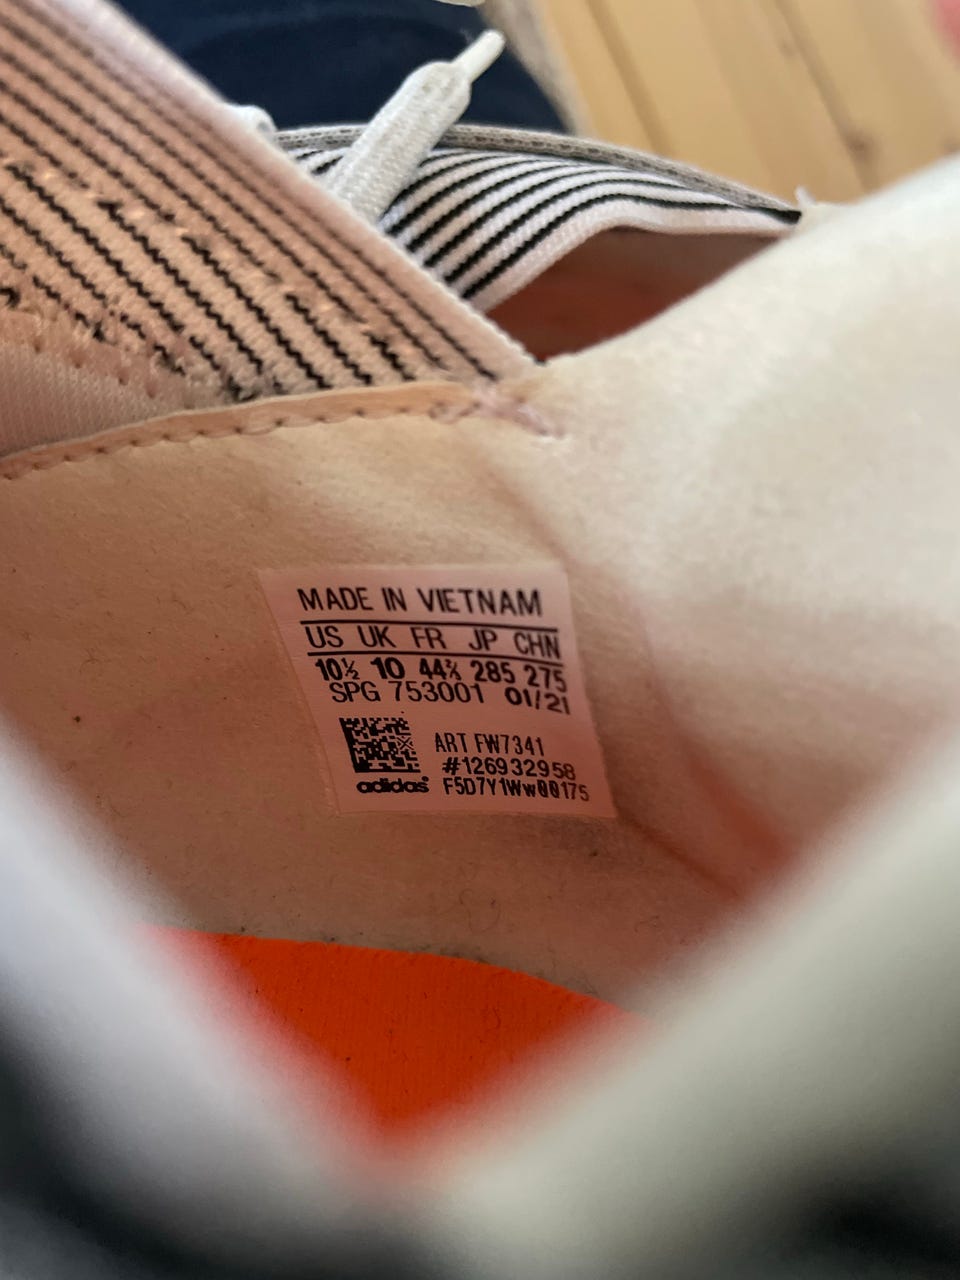 MADE IN VIETNAM
US UK FR JP CHN
10½ 10 44⅔ 285 275
SPG 753001 01/21
ART FW7341
#126932958
adidas F5D7Y1Ww00175